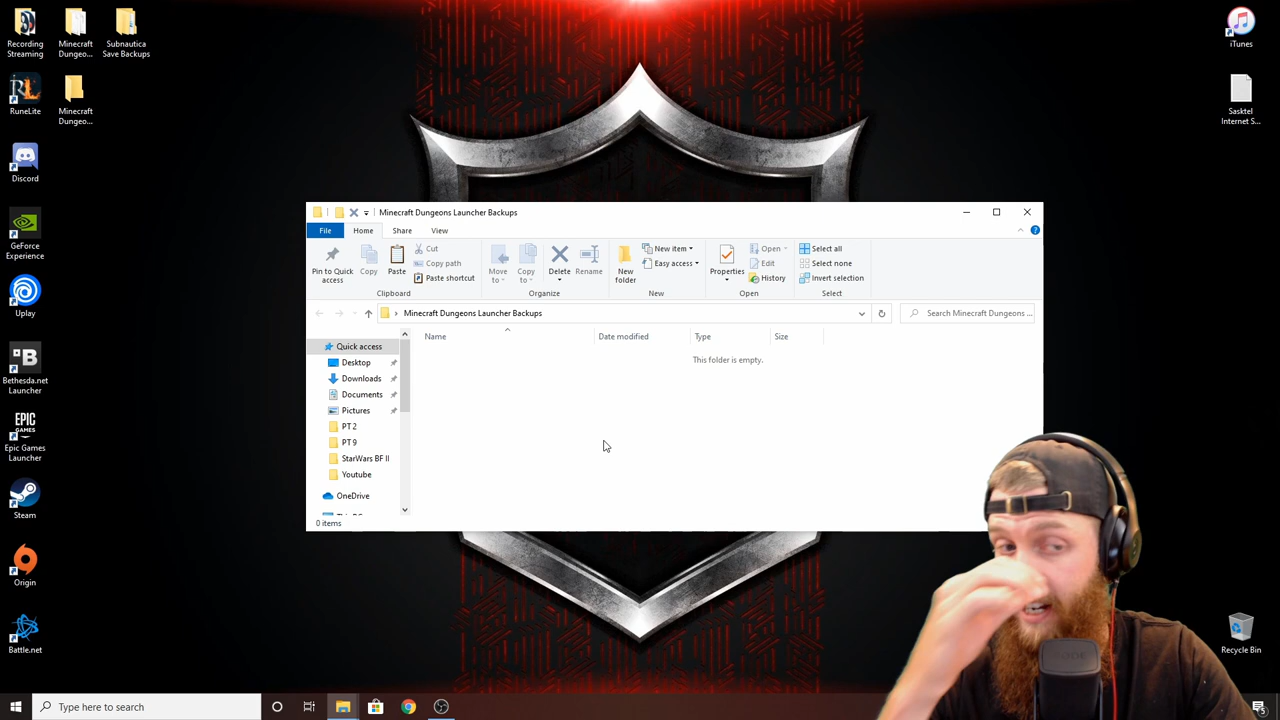 Recording
Streaming
Minecraft
Dungeo...
Subnautica
Save Backups
iTunes
RuneLite
Minecraft
Dungeo...
Sasktel
Internet S...
Discord
GeForce
Experience
Uplay
Bethesda.net
Launcher
EPIC
GAMES
Epic Games
Launcher
Steam
Origin
Battle.net
Recycle Bin
Minecraft Dungeons Launcher Backups
File
Home
Share
View
Pin to Quick
access
Copy
Paste
Cut
Copy path
Paste shortcut
Clipboard
Move
to
Copy
to
Delete
Rename
Organize
New
folder
New item
Easy access
New
Properties
Open
Edit
History
Open
Select all
Select none
Invert selection
Select
Minecraft Dungeons Launcher Backups
Search Minecraft Dungeons ...
Name
Date modified
Type
Size
This folder is empty.
Quick access
Desktop
Downloads
Documents
Pictures
PT 2
PT 9
StarWars BF II
Youtube
OneDrive
0 items
Type here to search
5